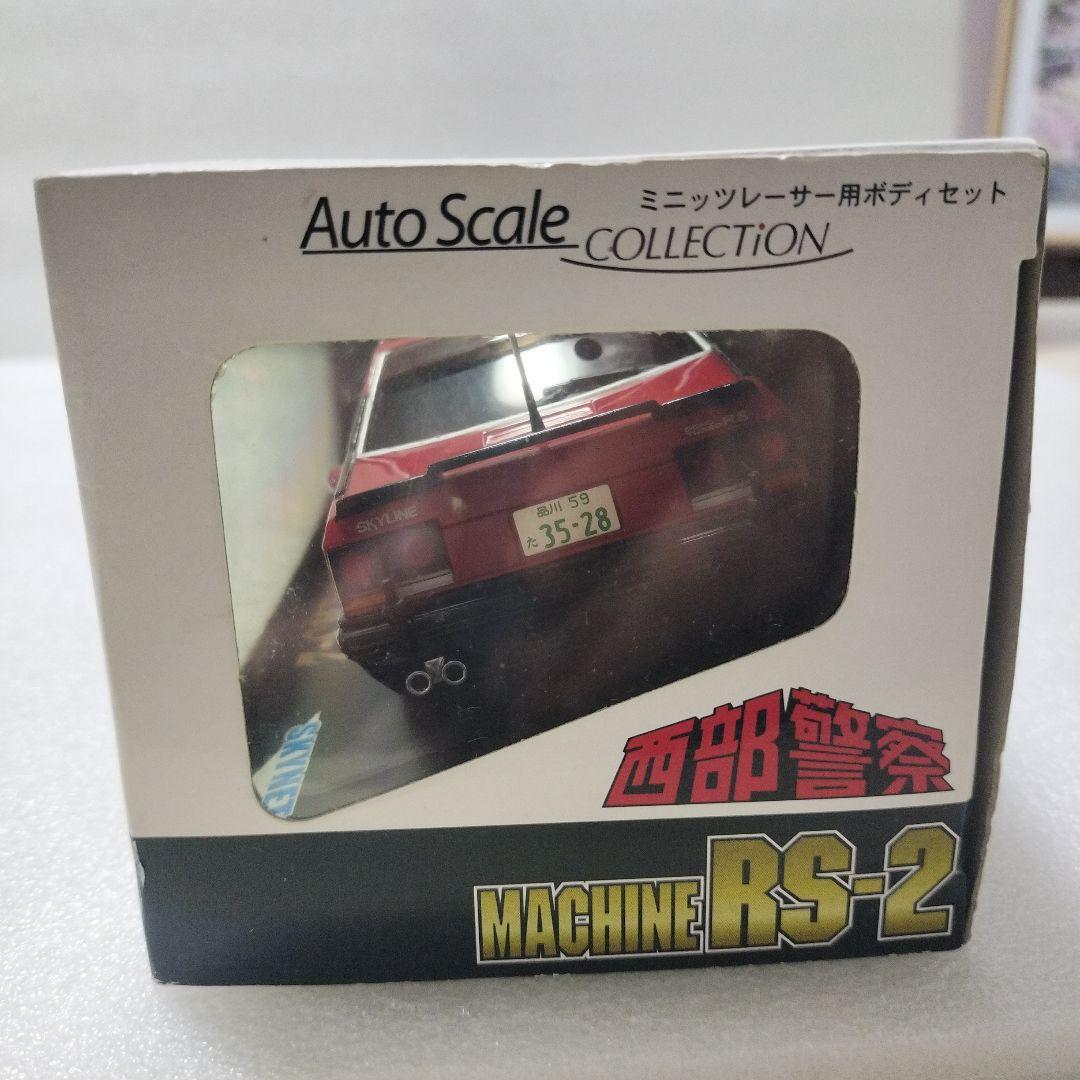 ミニッツレーサー用ボディセット
Auto Scale
COLLECTiON
SKYLINE
品川 59
た 35-28
SKYNET
西部警察
MACHINE RS-2